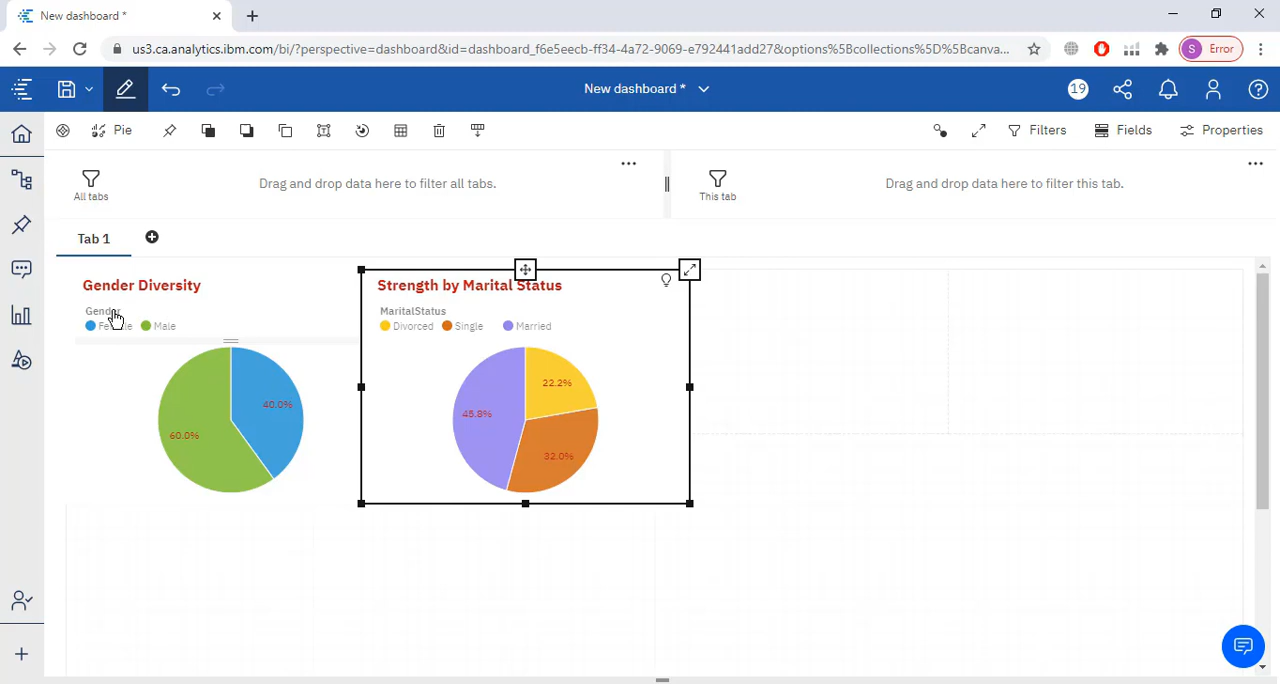 New dashboard *
us3.ca.analytics.ibm.com/bi/?perspective=dashboard&id=dashboard_f6e5eecb-ff34-4a72-9069-e792441add27&options%5Bcollections%5D%5Bcanva...
S Error
New dashboard *
19
Pie
Filters
Fields
Properties
All tabs
Drag and drop data here to filter all tabs.
This tab
Drag and drop data here to filter this tab.
Tab 1
Gender Diversity
Strength by Marital Status
Gender
MaritalStatus
Female Male
Divorced Single Married
22.2%
40.0%
45.8%
60.0%
32.0%